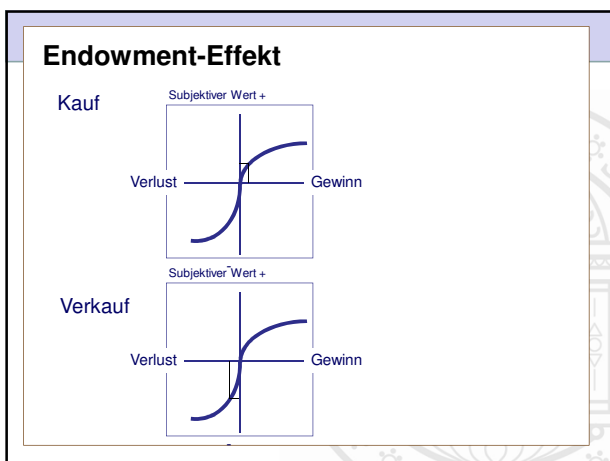 Endowment-Effekt
Kauf
Subjektiver Wert +
Verlust
Gewinn
-
Subjektiver Wert +
Verkauf
Verlust
Gewinn
-